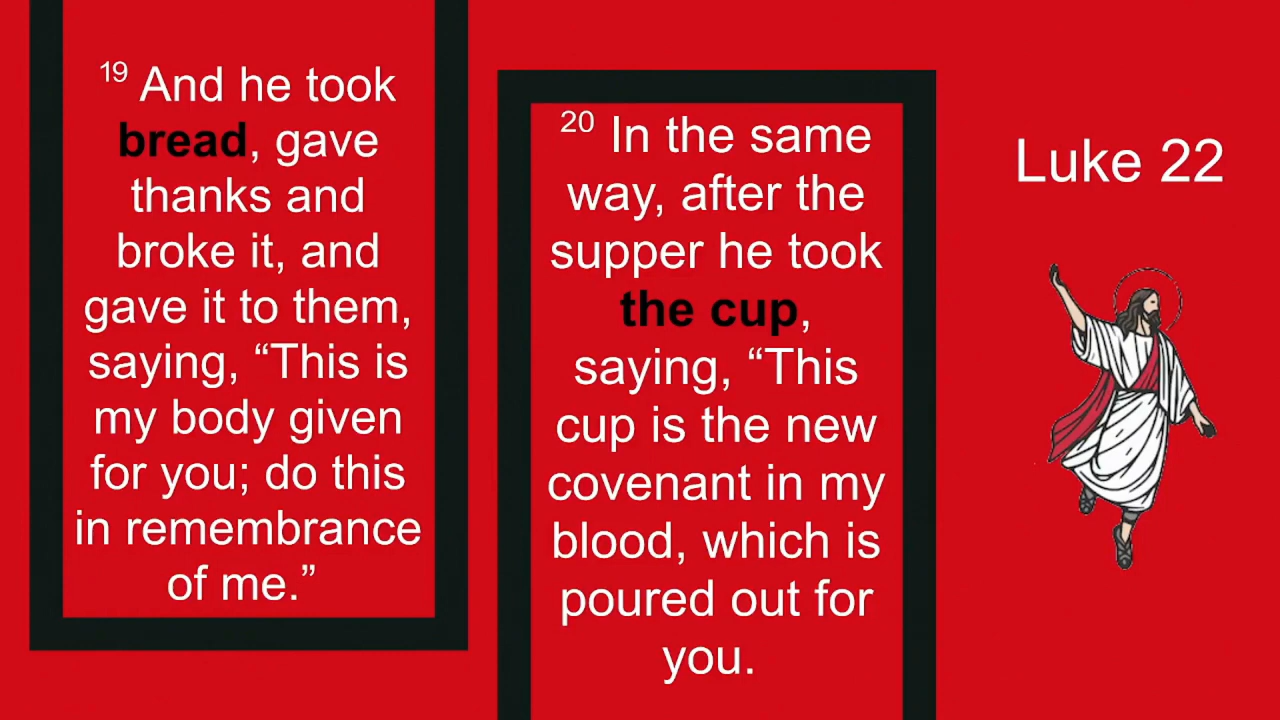 19 And he took
bread, gave
thanks and
broke it, and
gave it to them,
saying, “This is
my body given
for you; do this
in remembrance
of me.”
20 In the same
way, after the
supper he took
the cup,
saying, “This
cup is the new
covenant in my
blood, which is
poured out for
you.
Luke 22